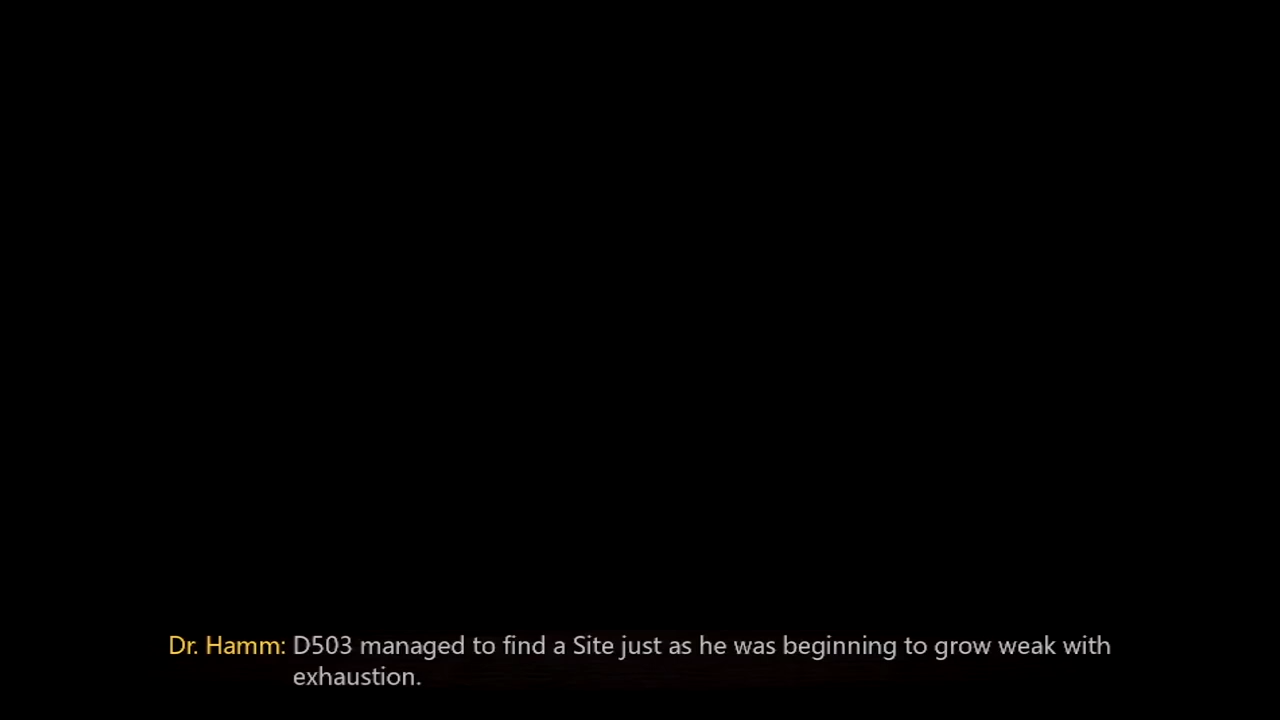 Dr. Hamm: D503 managed to find a Site just as he was beginning to grow weak with
exhaustion.